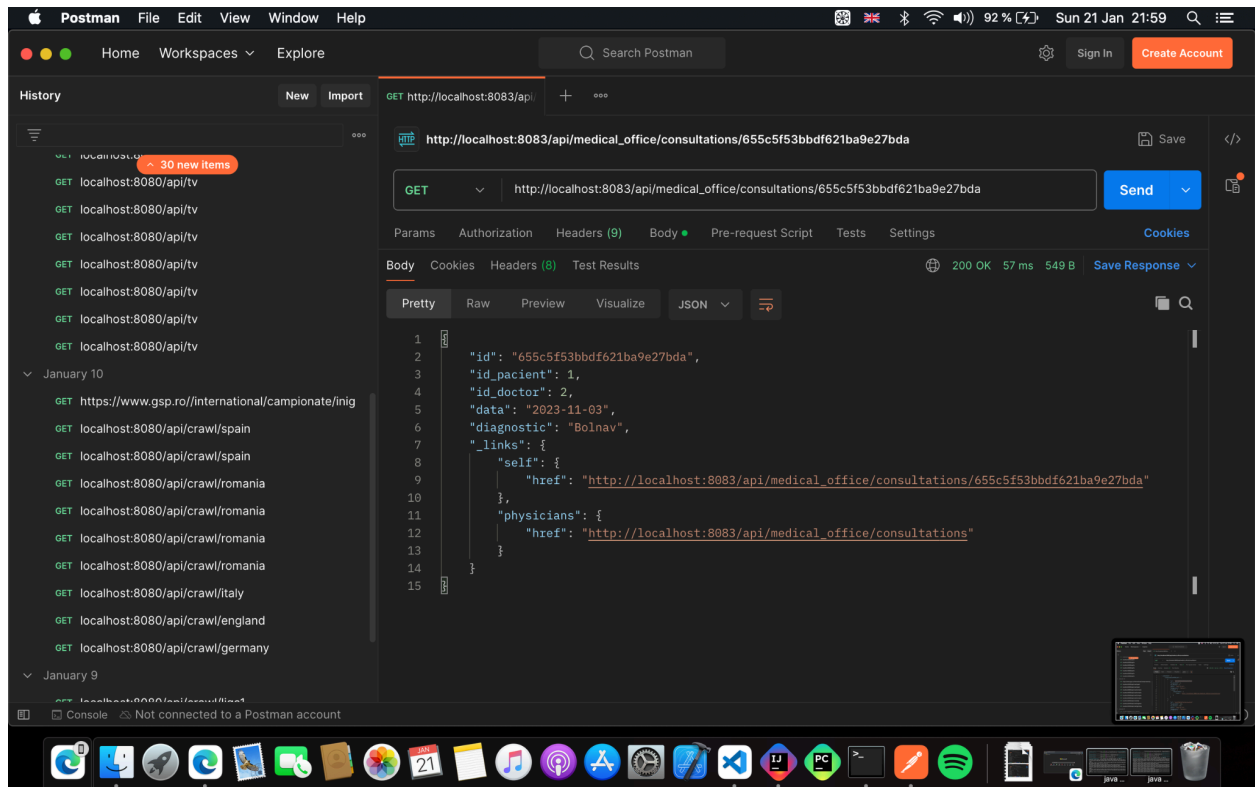 Postman File Edit View Window Help 92 % Sun 21 Jan 21:59
Home Workspaces Explore Search Postman Sign In Create Account
History New Import GET http://localhost:8083/api/
http://localhost:8083/api/medical_office/consultations/655c5f53bbdf621ba9e27bda Save
30 new items
GET localhost:8080/api/tv
GET http://localhost:8083/api/medical_office/consultations/655c5f53bbdf621ba9e27bda Send
GET localhost:8080/api/tv
GET localhost:8080/api/tv
Params Authorization Headers (9) Body Pre-request Script Tests Settings Cookies
GET localhost:8080/api/tv
Body Cookies Headers (8) Test Results 200 OK 57 ms 549 B Save Response
GET localhost:8080/api/tv
Pretty Raw Preview Visualize JSON
GET localhost:8080/api/tv
GET localhost:8080/api/tv
January 10
GET https://www.gsp.ro//international/campionate/inig
GET localhost:8080/api/crawl/spain
GET localhost:8080/api/crawl/spain
GET localhost:8080/api/crawl/romania
GET localhost:8080/api/crawl/romania
GET localhost:8080/api/crawl/romania
GET localhost:8080/api/crawl/romania
GET localhost:8080/api/crawl/italy
GET localhost:8080/api/crawl/england
GET localhost:8080/api/crawl/germany
January 9
1 {
2 "id": "655c5f53bbdf621ba9e27bda",
3 "id_pacient": 1,
4 "id_doctor": 2,
5 "data": "2023-11-03",
6 "diagnostic": "Bolnav",
7 "_links": {
8 "self": {
9 "href": "http://localhost:8083/api/medical_office/consultations/655c5f53bbdf621ba9e27bda"
10 },
11 "physicians": {
12 "href": "http://localhost:8083/api/medical_office/consultations"
13 }
14 }
15 }
Console Not connected to a Postman account
JAN
21
IJ
PC
>_
java ...
java ...